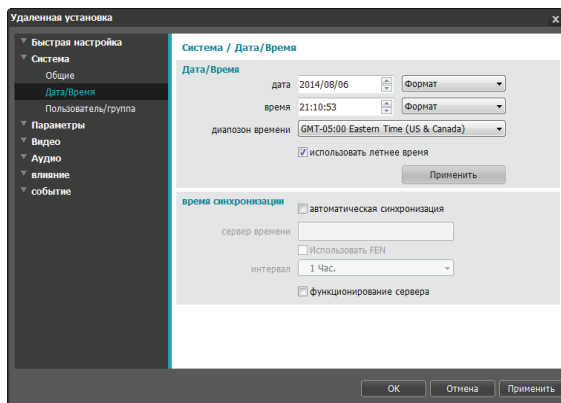 Удаленная установка
x
Быстрая настройка
Система
Общие
Дата/Время
Пользователь/группа
Параметры
Видео
Аудио
влияние
событие
Система / Дата/Время
Дата/Время
дата 2014/08/06 Формат
время 21:10:53 Формат
диапозон времени GMT-05:00 Eastern Time (US & Canada)
использовать летнее время
Применить
время синхронизации
автоматическая синхронизация
сервер времени
Использовать FEN
интервал 1 Час.
функционирование сервера
OK Отмена Применить